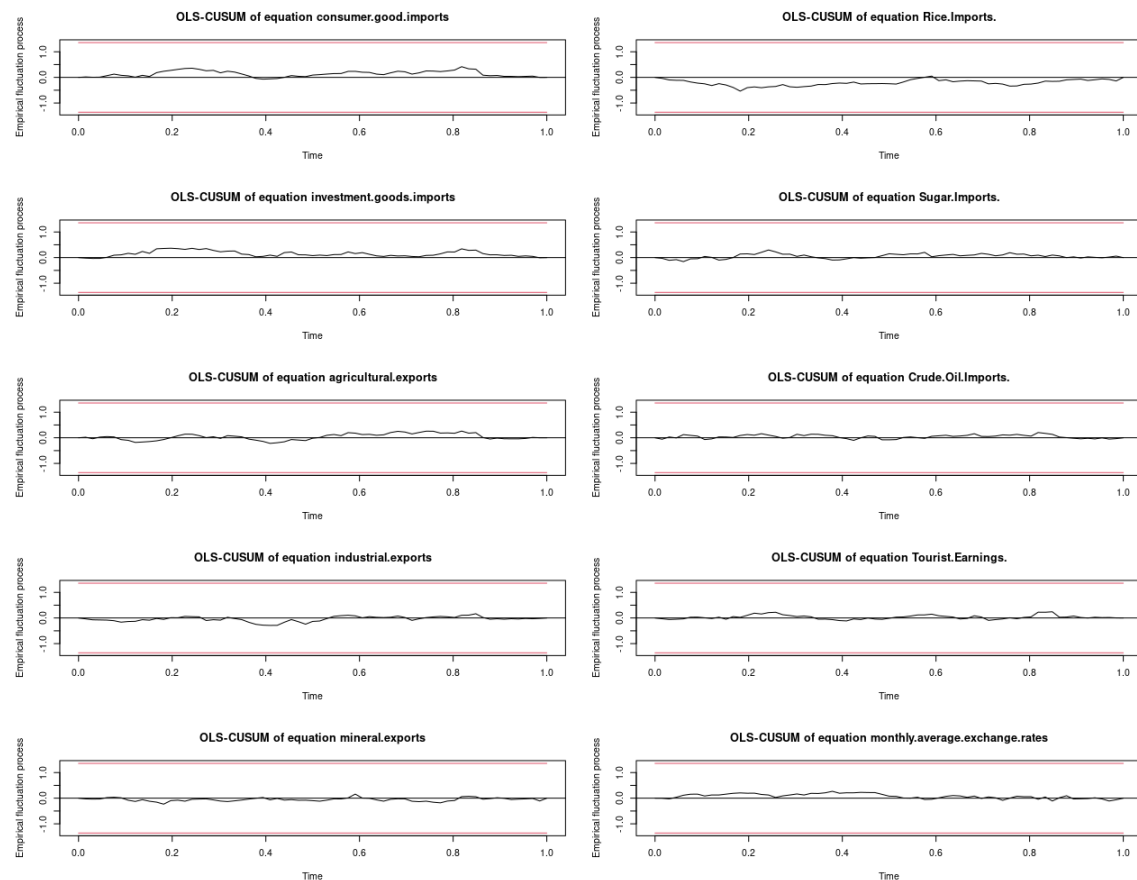 OLS-CUSUM of equation consumer.good.imports
Empirical fluctuation process
1.0
0.0
-1.0
0.0 0.2 0.4 0.6 0.8 1.0
Time
OLS-CUSUM of equation Rice.Imports.
Empirical fluctuation process
1.0
0.0
-1.0
0.0 0.2 0.4 0.6 0.8 1.0
Time
OLS-CUSUM of equation investment.goods.imports
Empirical fluctuation process
1.0
0.0
-1.0
0.0 0.2 0.4 0.6 0.8 1.0
Time
OLS-CUSUM of equation Sugar.Imports.
Empirical fluctuation process
1.0
0.0
-1.0
0.0 0.2 0.4 0.6 0.8 1.0
Time
OLS-CUSUM of equation agricultural.exports
Empirical fluctuation process
1.0
0.0
-1.0
0.0 0.2 0.4 0.6 0.8 1.0
Time
OLS-CUSUM of equation Crude.Oil.Imports.
Empirical fluctuation process
1.0
0.0
-1.0
0.0 0.2 0.4 0.6 0.8 1.0
Time
OLS-CUSUM of equation industrial.exports
Empirical fluctuation process
1.0
0.0
-1.0
0.0 0.2 0.4 0.6 0.8 1.0
Time
OLS-CUSUM of equation Tourist.Earnings.
Empirical fluctuation process
1.0
0.0
-1.0
0.0 0.2 0.4 0.6 0.8 1.0
Time
OLS-CUSUM of equation mineral.exports
Empirical fluctuation process
1.0
0.0
-1.0
0.0 0.2 0.4 0.6 0.8 1.0
Time
OLS-CUSUM of equation monthly.average.exchange.rates
Empirical fluctuation process
1.0
0.0
-1.0
0.0 0.2 0.4 0.6 0.8 1.0
Time